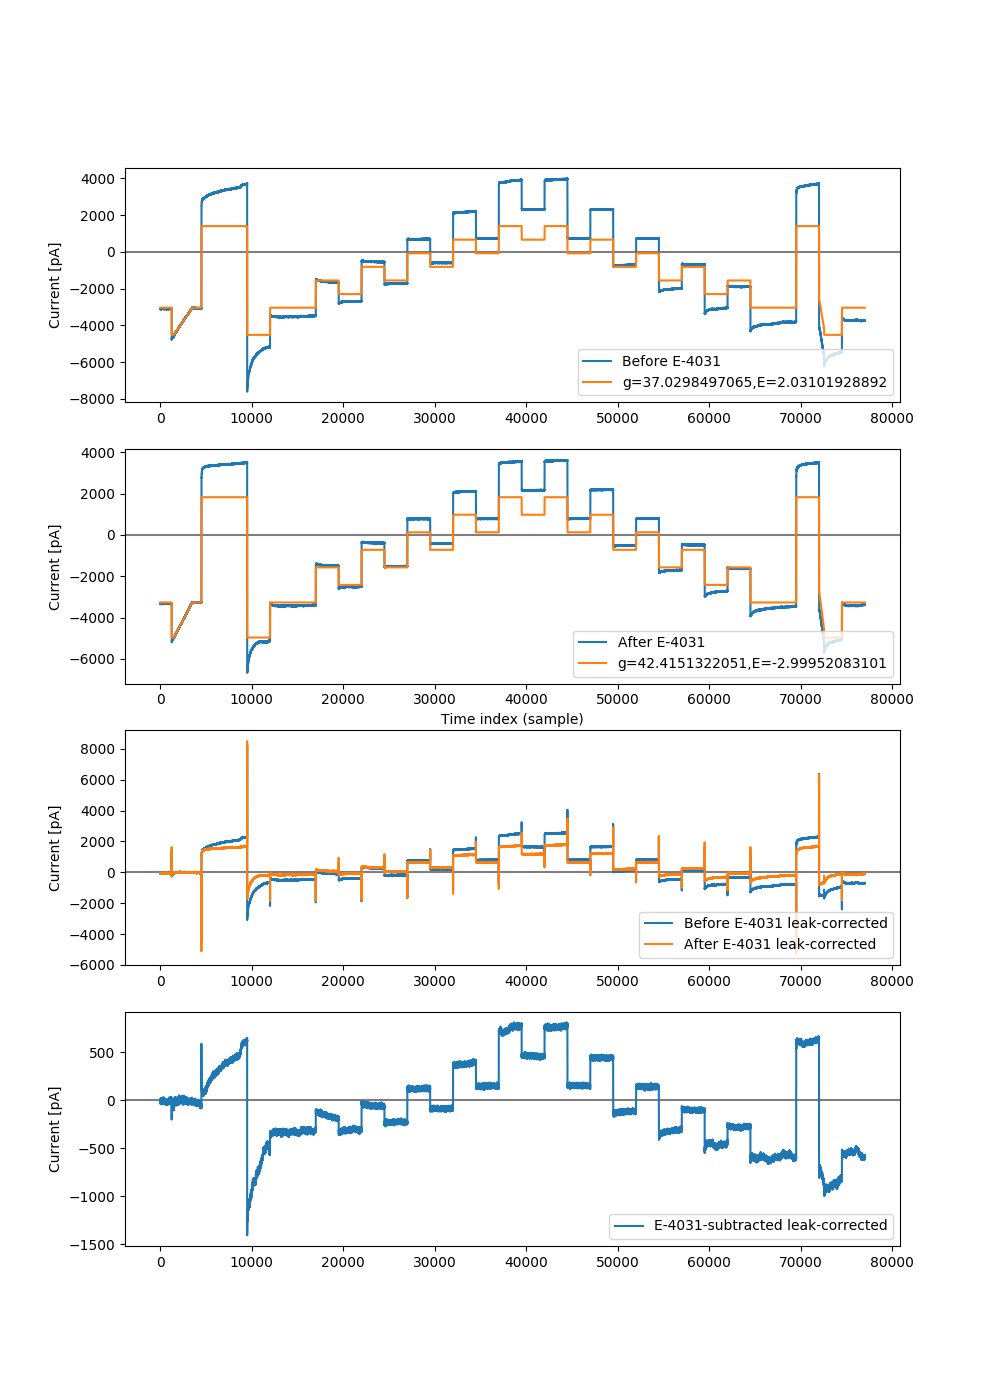 4000
2000
0
−2000
−4000
−6000
−8000
Current [pA]
Before E-4031
g=37.0298497065,E=2.03101928892
0 10000 20000 30000 40000 50000 60000 70000 80000
4000
2000
0
−2000
−4000
−6000
Current [pA]
After E-4031
g=42.4151322051,E=-2.99952083101
0 10000 20000 30000 40000 50000 60000 70000 80000
Time index (sample)
8000
6000
4000
2000
0
−2000
−4000
−6000
Current [pA]
Before E-4031 leak-corrected
After E-4031 leak-corrected
0 10000 20000 30000 40000 50000 60000 70000 80000
500
0
−500
−1000
−1500
Current [pA]
E-4031-subtracted leak-corrected
0 10000 20000 30000 40000 50000 60000 70000 80000